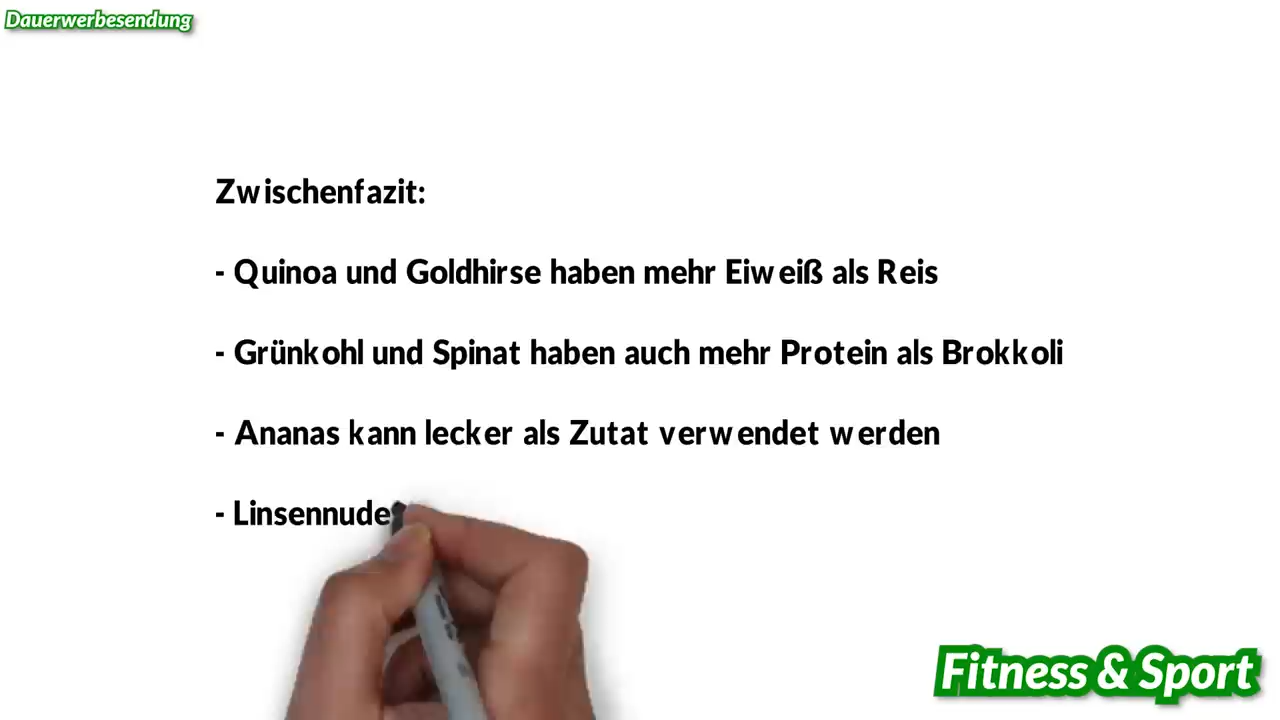 Dauerwerbesendung
Zwischenfazit:
- Quinoa und Goldhirse haben mehr Eiweiß als Reis
- Grünkohl und Spinat haben auch mehr Protein als Brokkoli
- Ananas kann lecker als Zutat verwendet werden
- Linsennude
Fitness & Sport